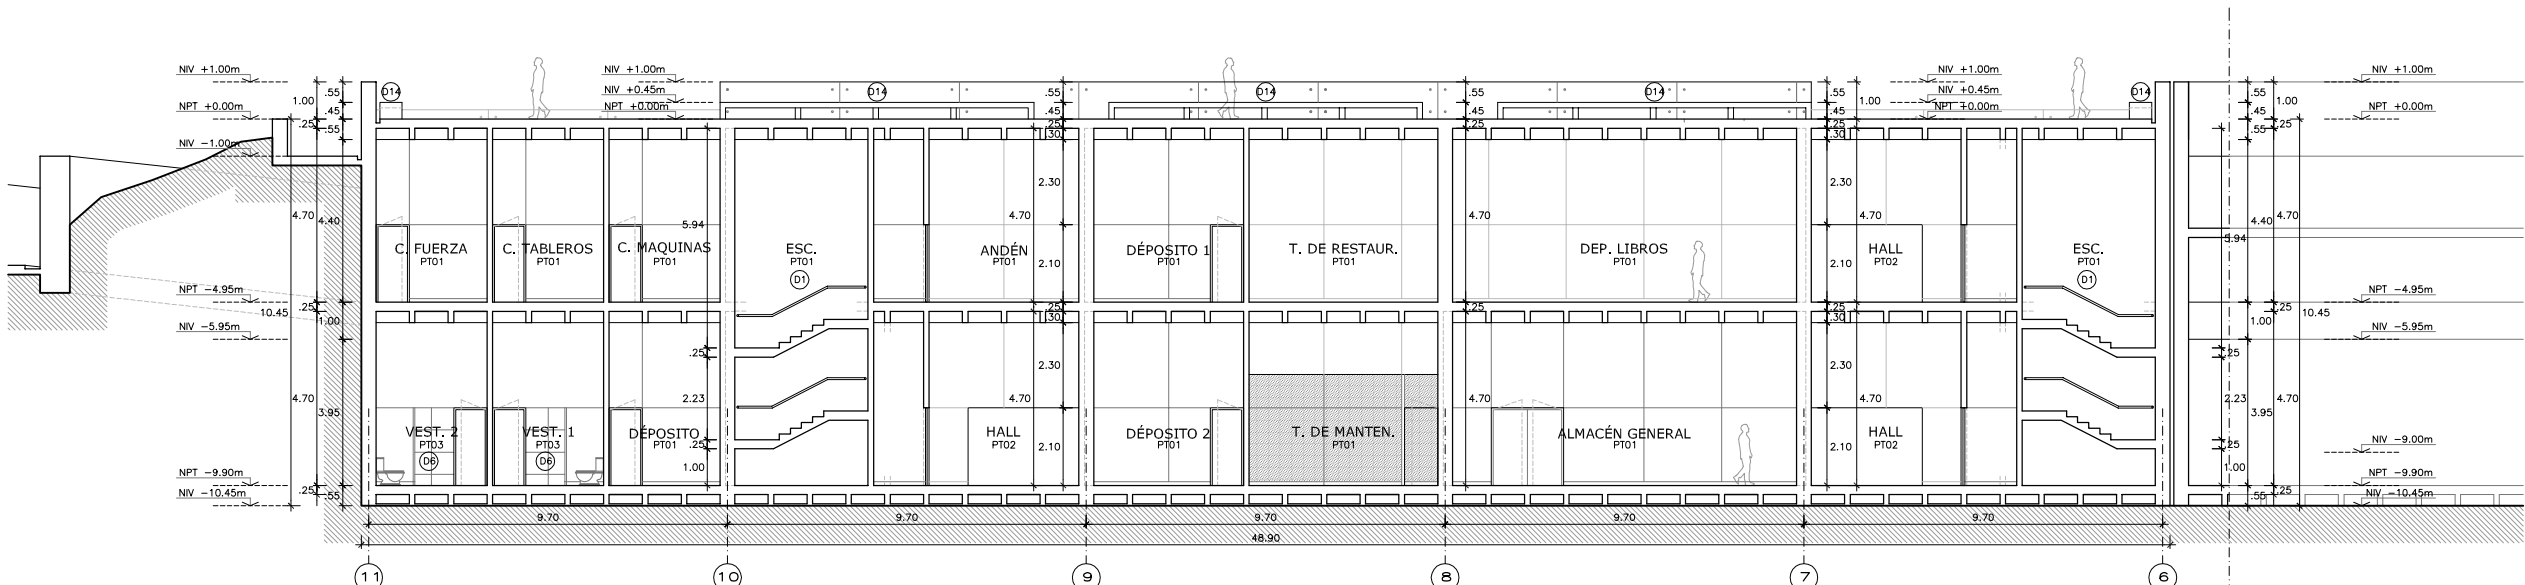 NIV +1.00m
NPT +0.00m
NIV -1.00m
NPT -4.95m
NIV -5.95m
NPT -9.90m
NIV -10.45m
1.00
.25
.55
.45
.55
4.70
4.40
.25
10.45
1.00
4.70
3.95
.25
.55
D14
NIV +1.00m
NIV +0.45m
NPT +0.00m
D14
D14
D14
D14
.55
.45
.25
.30
.55
.45
.25
.55
.45
1.00
.25
.30
NIV +1.00m
NIV +0.45m
NPT +0.00m
C. FUERZA
PT01
C. TABLEROS
PT01
C. MAQUINAS
PT01
5.94
ESC.
PT01
D1
ANDÉN
PT01
4.70
2.30
2.10
DÉPOSITO 1
PT01
T. DE RESTAUR.
PT01
4.70
DEP. LIBROS
PT01
2.30
2.10
4.70
HALL
PT02
ESC.
PT01
D1
.25
.30
.25
.25
.30
VEST. 2
PT03
D6
VEST. 1
PT03
D6
DÉPOSITO
PT01
.25
2.23
.25
1.00
4.70
HALL
PT02
2.30
2.10
DÉPOSITO 2
PT01
T. DE MANTEN.
PT01
4.70
ALMACÉN GENERAL
PT01
2.30
2.10
4.70
HALL
PT02
NIV +1.00m
NPT +0.00m
NPT -4.95m
NIV -5.95m
NIV -9.00m
NPT -9.90m
NIV -10.45m
.55
.45
1.00
.25
.55
4.40
4.70
5.94
.25
1.00
10.45
.25
2.23
3.95
4.70
.25
1.00
.55
.25
9.70
9.70
9.70
9.70
9.70
48.90
11
10
9
8
7
6